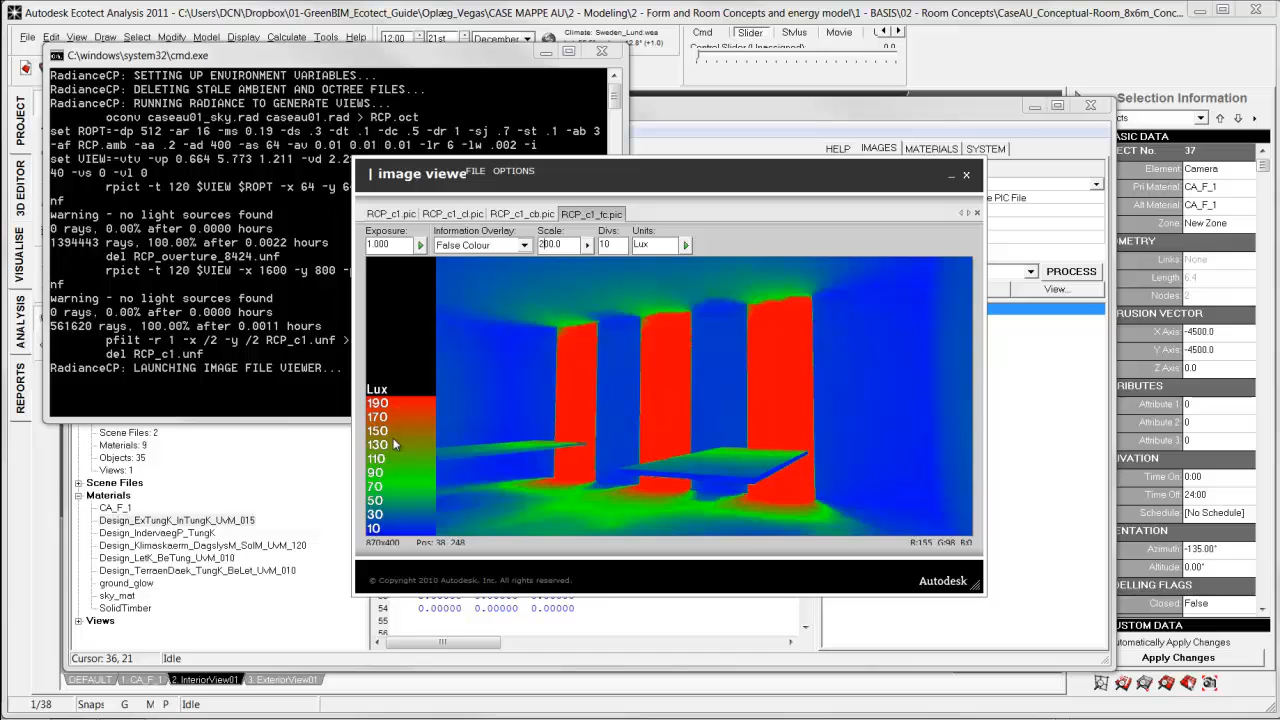 Autodesk Ecotect Analysis 2011 - C:\Users\DCN\Dropbox\01-GreenBIM_Ecotect_Guide\Oplæg_Vegas\CASE MAPPE AU\2 - Modeling\2 - Form and Room Concepts and energy model\1 - BASIS\02 - Room Concepts\CaseAU_Conceptual-Room_8x6m_Conc...
File Edit View Draw Select Modify Model Display Calculate Tools Help
12:00 21st December
Climate: Sweden_Lund.wea
Cmd Slider Stylus Movie
C:\windows\system32\cmd.exe
RadianceCP: SETTING UP ENVIRONMENT VARIABLES...
RadianceCP: DELETING STALE AMBIENT AND OCTREE FILES...
RadianceCP: RUNNING RADIANCE TO GENERATE VIEWS...
oconv caseau01_sky.rad caseau01.rad > RCP.oct
set ROPT=-dp 512 -ar 16 -ms 0.19 -ds .3 -dt .1 -dc .5 -dr 1 -sj .7 -st .1 -ab 3
-af RCP.amb -aa .2 -ad 400 -as 64 -av 0.01 0.01 0.01 -lr 6 -lw .002 -i
set VIEW=-vtv -vp 0.664 5.773 1.211 -vd 2.2
40 -vs 0 -vl 0
rpict -t 120 $VIEW $ROPT -x 64 -y 6
nf
warning - no light sources found
0 rays, 0.00% after 0.0000 hours
1394443 rays, 100.00% after 0.0022 hours
del RCP_overture_8424.unf
rpict -t 120 $VIEW -x 1600 -y 800 -
nf
warning - no light sources found
0 rays, 0.00% after 0.0000 hours
561620 rays, 100.00% after 0.0011 hours
pfilt -r 1 -x /2 -y /2 RCP_c1.unf >
del RCP_c1.unf
RadianceCP: LAUNCHING IMAGE FILE VIEWER...
PROJECT
3D EDITOR
VISUALISE
ANALYSIS
REPORTS
HELP IMAGES MATERIALS SYSTEM
e PIC File
PROCESS
View...
| image viewe FILE OPTIONS
RCP_c1.pic RCP_c1_cl.pic RCP_c1_cb.pic RCP_c1_fc.pic
Exposure: Information Overlay: Scale: Divs: Units:
1.000 False Colour 200.0 10 Lux
Lux
190
170
150
130
110
90
70
50
30
10
870x400 Pos: 38, 248 R:155 G:98 B:0
© Copyright 2010 Autodesk, Inc. All rights reserved. Autodesk
Scene Files: 2
Materials: 9
Objects: 35
Views: 1
Scene Files
Materials
CA_F_1
Design_ExTungK_InTungK_UvM_015
Design_IndervaegP_TungK
Design_Klimaskaerm_DagslysM_SolM_UvM_120
Design_LetK_BeTung_UvM_010
Design_TerraenDaek_TungK_BeLet_UvM_010
ground_glow
sky_mat
SolidTimber
Views
54 0.00000 0.00000 0.00000
55
Cursor: 36, 21 Idle
DEFAULT 1. CA_F_1 2. InteriorView01 3. ExteriorView01
1/38 Snaps G M P Idle
Selection Information
cts
BASIC DATA
ECT No. 37
Element: Camera
Pri Material: CA_F_1
Alt Material: CA_F_1
Zone: New Zone
OMETRY
Links: None
Length: 6.4
Nodes: 2
TRUSION VECTOR
X Axis: -4500.0
Y Axis: -4500.0
Z Axis: 0.0
TRIBUTES
Attribute 1: 0
Attribute 2: 0
Attribute 3: 0
TIVATION
Time On: 0:00
Time Off: 24:00
Schedule: [No Schedule]
ENTATION
Azimuth: -135.00°
Altitude: 0.00°
DELLING FLAGS
Closed: False
USTOM DATA
utomatically Apply Changes
Apply Changes